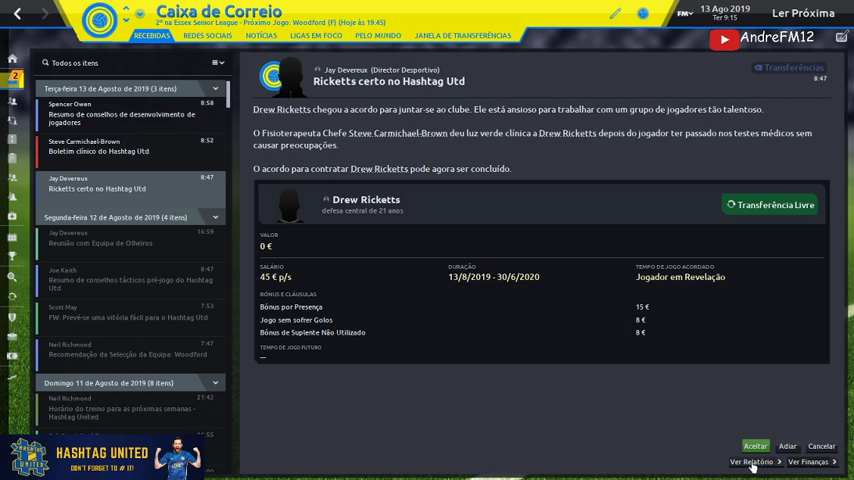 Caixa de Correio
2º na Essex Senior League - Próximo Jogo: Woodford (F) (Hoje às 19:45)
FM
13 Ago 2019
Ter 9:15
Ler Próxima
RECEBIDAS
REDES SOCIAIS
NOTÍCIAS
LIGAS EM FOCO
PELO MUNDO
JANELA DE TRANSFERÊNCIAS
AndreFM12
2
Todos os itens
Terça-feira 13 de Agosto de 2019 (3 itens)
Spencer Owen 8:58
Resumo de conselhos de desenvolvimento de
jogadores
Steve Carmichael-Brown 8:52
Boletim clínico do Hashtag Utd
Jay Devereux 8:47
Ricketts certo no Hashtag Utd
Segunda-feira 12 de Agosto de 2019 (4 itens)
Jay Devereux 16:59
Reunião com Equipa de Olheiros
Joe Keith 8:47
Resumo de conselhos tácticos pré-jogo do Hashtag
Utd
Scott May 7:53
FW: Prevê-se uma vitória fácil para o Hashtag Utd
Neil Richmond 7:47
Recomendação da Selecção da Equipa: Woodford
Domingo 11 de Agosto de 2019 (8 itens)
Neil Richmond 21:42
Horário do treino para as próximas semanas -
Hashtag United
HASHTAG UNITED
DON'T FORGET TO # IT!
Jay Devereux (Director Desportivo)
Ricketts certo no Hashtag Utd
Transferências
8:47
Drew Ricketts chegou a acordo para juntar-se ao clube. Ele está ansioso para trabalhar com um grupo de jogadores tão talentoso.
O Fisioterapeuta Chefe Steve Carmichael-Brown deu luz verde clínica a Drew Ricketts depois do jogador ter passado nos testes médicos sem
causar preocupações.
O acordo para contratar Drew Ricketts pode agora ser concluído.
Drew Ricketts
defesa central de 21 anos
Transferência Livre
VALOR
0 €
SALÁRIO
45 € p/s
DURAÇÃO
13/8/2019 - 30/6/2020
TEMPO DE JOGO ACORDADO
Jogador em Revelação
BÓNUS E CLÁUSULAS
Bónus por Presença 15 €
Jogo sem sofrer Golos 8 €
Bónus de Suplente Não Utilizado 8 €
TEMPO DE JOGO FUTURO
—
Aceitar
Adiar
Cancelar
Ver Relatório
Ver Finanças